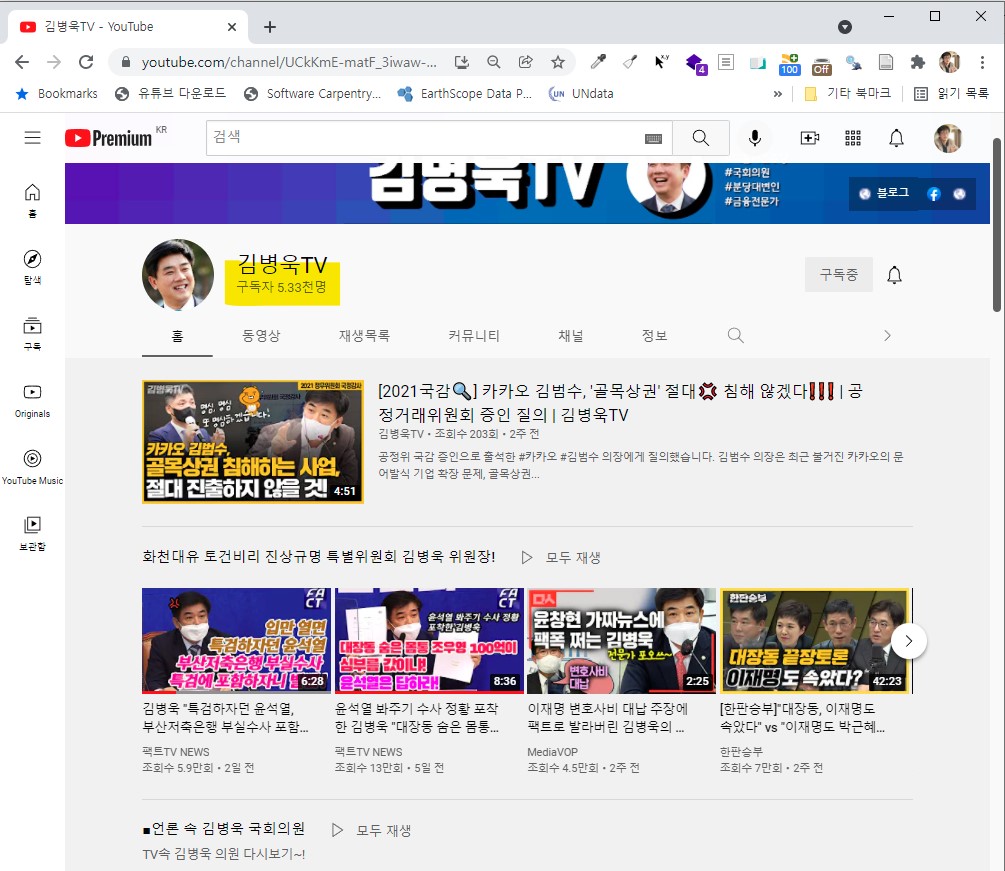 김병욱TV - YouTube
youtube.com/channel/UCkKmE-matF_3iwaw-...
4
100
Off
Bookmarks
유튜브 다운로드
Software Carpentry...
EarthScope Data P...
UN
UNdata
»
기타 북마크
읽기 목록
Premium KR
검색
김병욱TV
#국회의원
#분당대변인
#금융전문가
블로그
홈
탐색
구독
Originals
YouTube Music
보관함
김병욱TV
구독자 5.33천명
구독중
홈
동영상
재생목록
커뮤니티
채널
정보
김병욱TV
2021 정무위원회 국정감사
명심, 명심
또 명심하겠습니다!
카카오 김범수,
골목상권 침해하는 사업,
절대 진출하지 않을 것!
4:51
[2021국감🔍] 카카오 김범수, '골목상권' 절대💢 침해 않겠다❗❗❗ | 공
정거래위원회 증인 질의 | 김병욱TV
김병욱TV • 조회수 203회 • 2주 전
공정위 국감 증인으로 출석한 #카카오 #김범수 의장에게 질의했습니다. 김범수 의장은 최근 불거진 카카오의 문
어발식 기업 확장 문제, 골목상권...
화천대유 토건비리 진상규명 특별위원회 김병욱 위원장!
모두 재생
FACT
입만 열면
특검하자던 윤석열
부산저축은행 부실수사
특검에 포함하자니
6:28
김병욱 "특검하자던 윤석열,
부산저축은행 부실수사 포함...
팩트TV NEWS
조회수 5.9만회 • 2일 전
FACT
윤석열 봐주기 수사 정황
포착한 김병욱
대장동 숨은 몸통 조우형 100억이
심부름 값이냐!
윤석열은 답하라!
8:36
윤석열 봐주기 수사 정황 포착
한 김병욱 "대장동 숨은 몸통...
팩트TV NEWS
조회수 13만회 • 5일 전
윤창현 가짜뉴스에
팩폭 쩌는 김병욱
전문가 포오쓰~
변호사비
대납
2:25
이재명 변호사비 대납 주장에
팩트로 발라버린 김병욱의 ...
MediaVOP
조회수 4.5만회 • 2주 전
한판승부
대장동 끝장토론
이재명도 속았다?
42:23
[한판승부]"대장동, 이재명도
속았다" vs "이재명도 박근혜...
한판승부
조회수 7만회 • 2주 전
■언론 속 김병욱 국회의원
모두 재생
TV속 김병욱 의원 다시보기~!